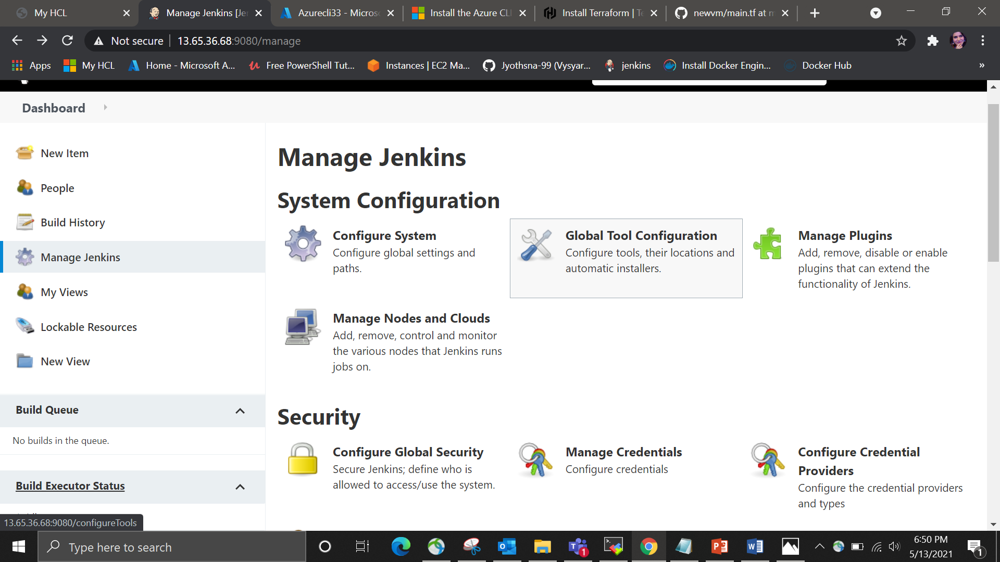 My HCL
Manage Jenkins [Jen
Azurecli33 - Micros
Install the Azure CLI
Install Terraform | Te
newvm/main.tf at m
Not secure
13.65.36.68:9080/manage
Apps
My HCL
Home - Microsoft A...
Free PowerShell Tut...
Instances | EC2 Ma...
Jyothsna-99 (Vysyar...
jenkins
Install Docker Engin...
Docker Hub
»
Dashboard
New Item
People
Build History
Manage Jenkins
My Views
Lockable Resources
New View
Build Queue
No builds in the queue.
Build Executor Status
13.65.36.68:9080/configureTools
Manage Jenkins
System Configuration
Configure System
Configure global settings and
paths.
Global Tool Configuration
Configure tools, their locations and
automatic installers.
Manage Plugins
Add, remove, disable or enable
plugins that can extend the
functionality of Jenkins.
Manage Nodes and Clouds
Add, remove, control and monitor
the various nodes that Jenkins runs
jobs on.
Security
Configure Global Security
Secure Jenkins; define who is
allowed to access/use the system.
Manage Credentials
Configure credentials
Configure Credential
Providers
Configure the credential providers
and types
Type here to search
1
6:50 PM
5/13/2021
1